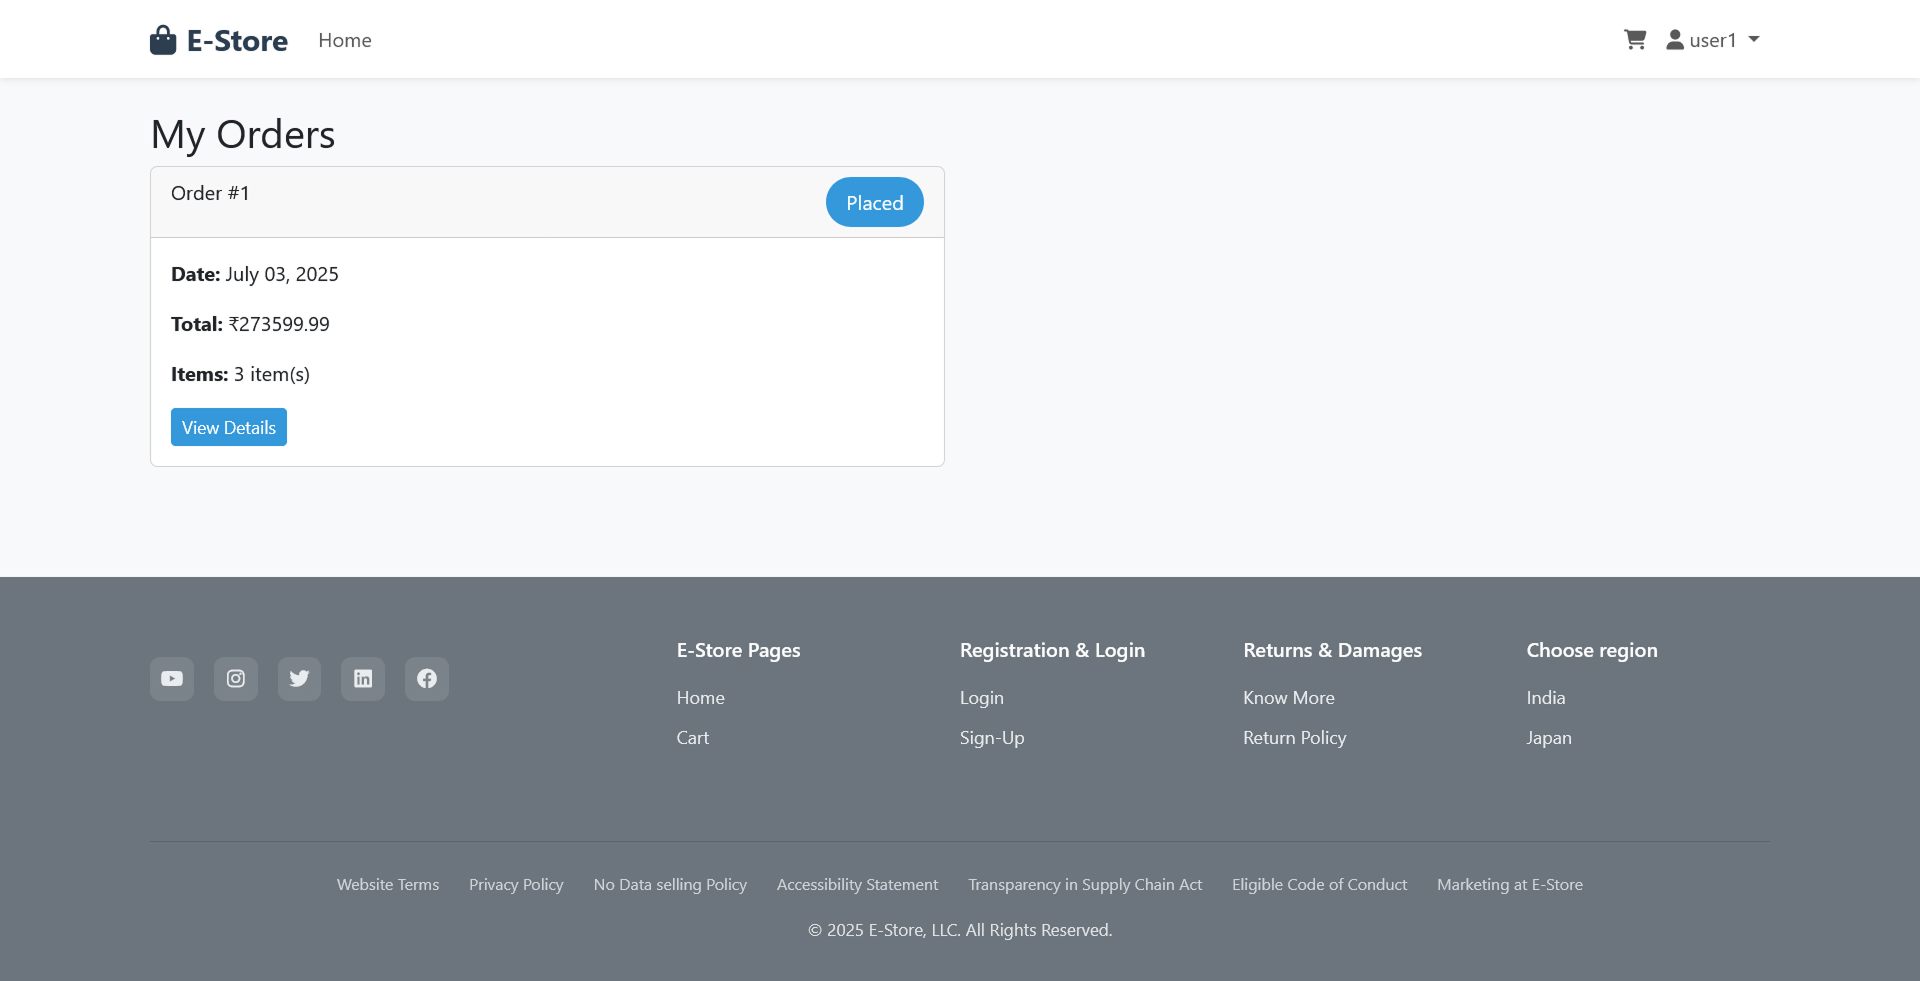 E-Store Home user1
My Orders
Order #1 Placed
Date: July 03, 2025
Total: ₹273599.99
Items: 3 item(s)
View Details
E-Store Pages
Home
Cart
Registration & Login
Login
Sign-Up
Returns & Damages
Know More
Return Policy
Choose region
India
Japan
Website Terms Privacy Policy No Data selling Policy Accessibility Statement Transparency in Supply Chain Act Eligible Code of Conduct Marketing at E-Store
© 2025 E-Store, LLC. All Rights Reserved.